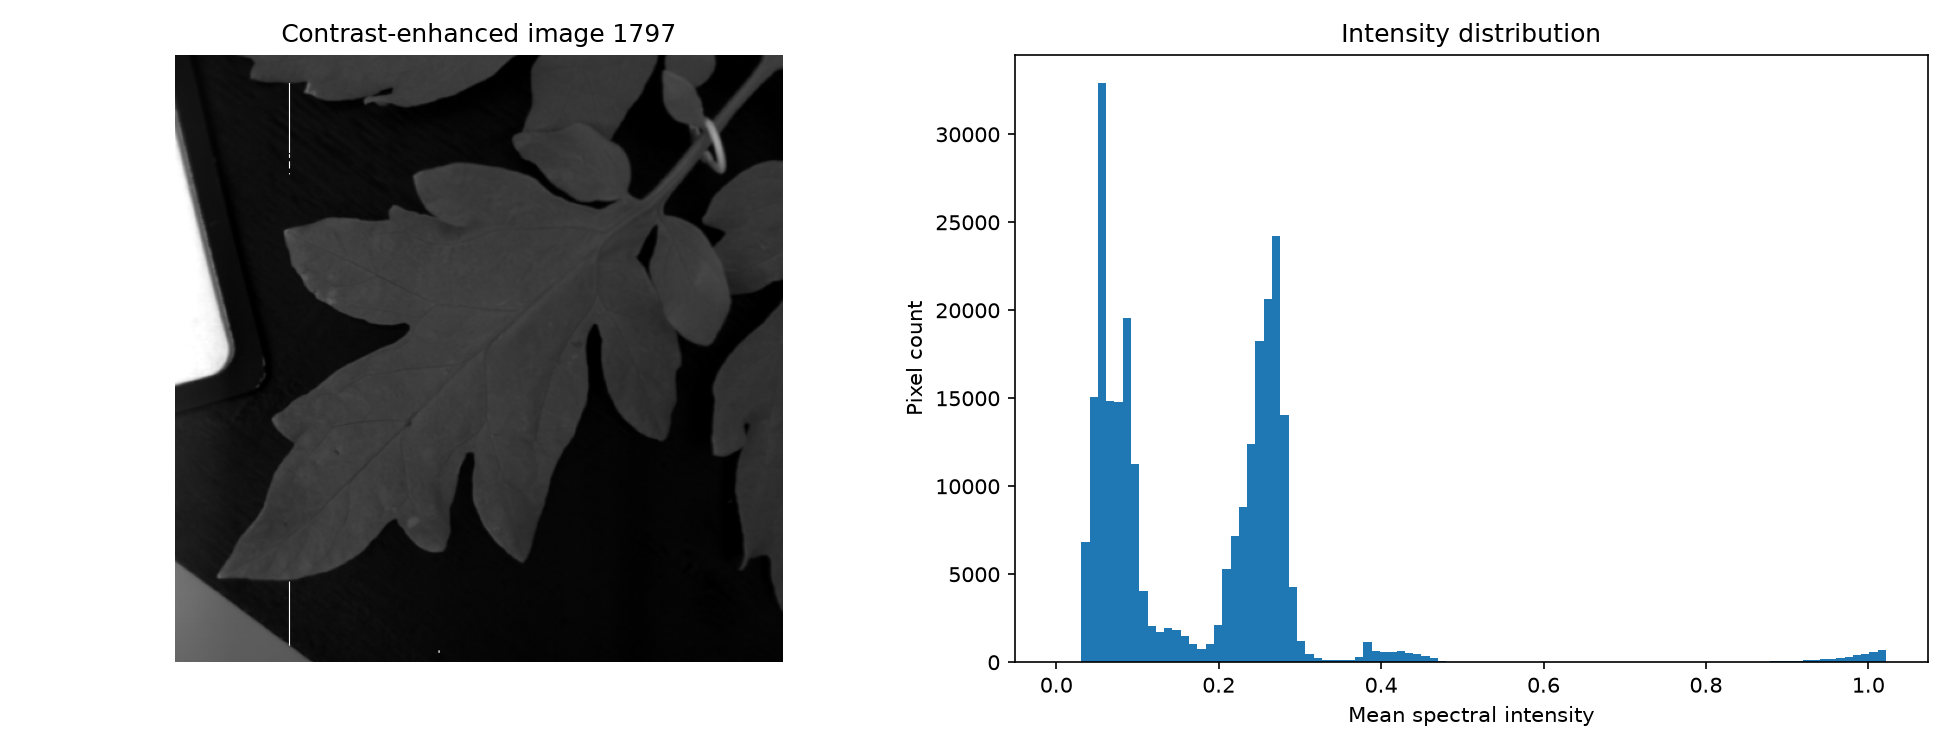 Contrast-enhanced image 1797
Intensity distribution
Pixel count
30000
25000
20000
15000
10000
5000
0
0.0 0.2 0.4 0.6 0.8 1.0
Mean spectral intensity